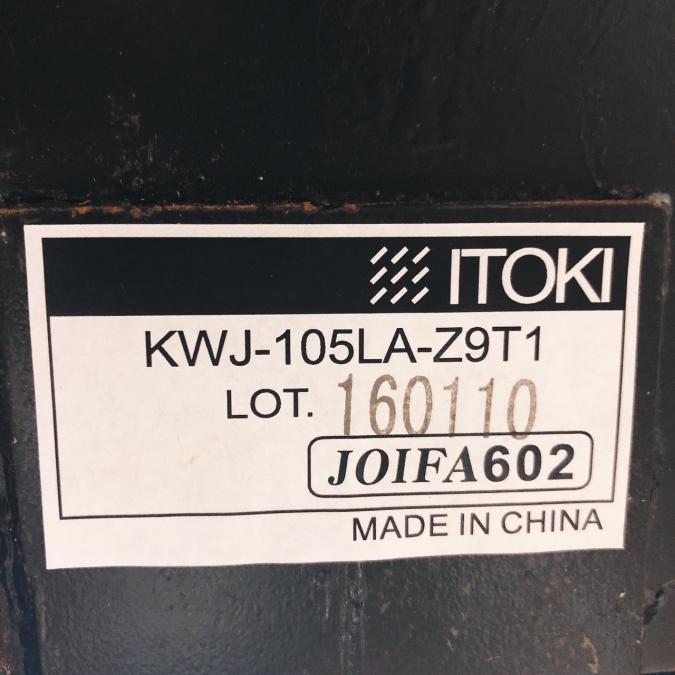 ITOKI
KWJ-105LA-Z9T1
LOT. 160110
JOIFA602
MADE IN CHINA